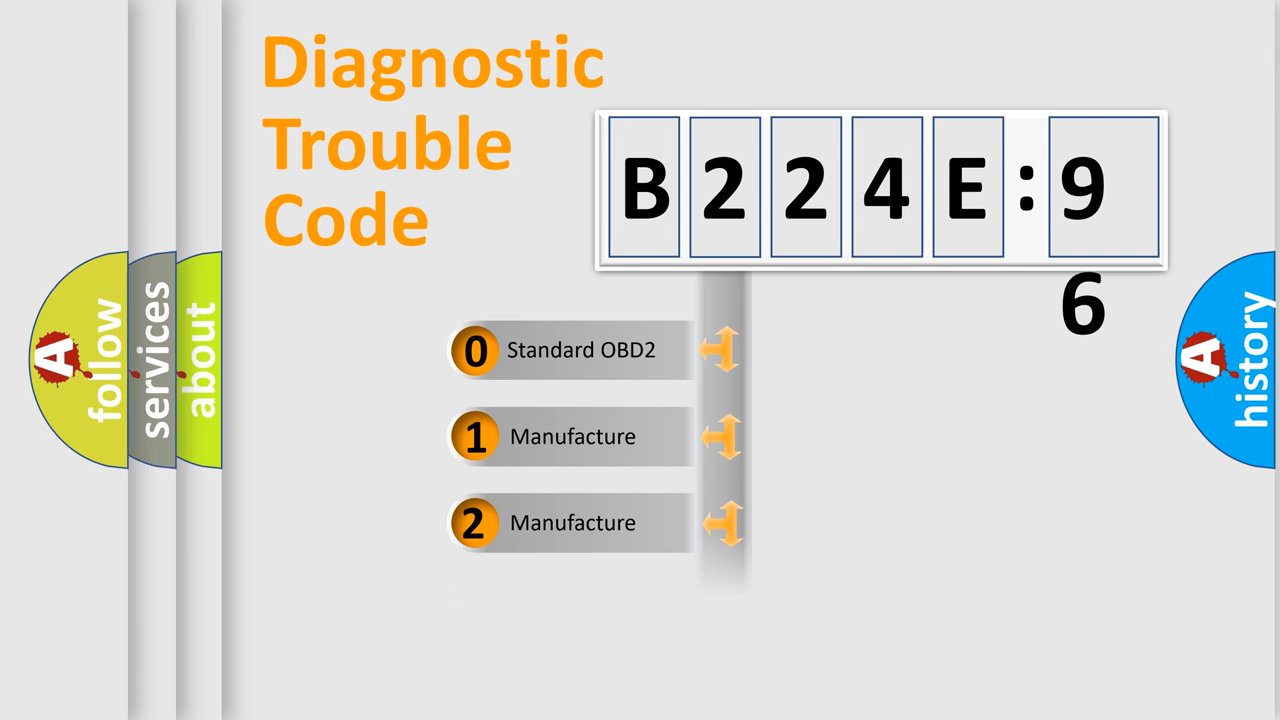 Diagnostic
Trouble
Code
B 2 2 4 E : 9
6
0 Standard OBD2
1 Manufacture
2 Manufacture
A follow
services
about
A history